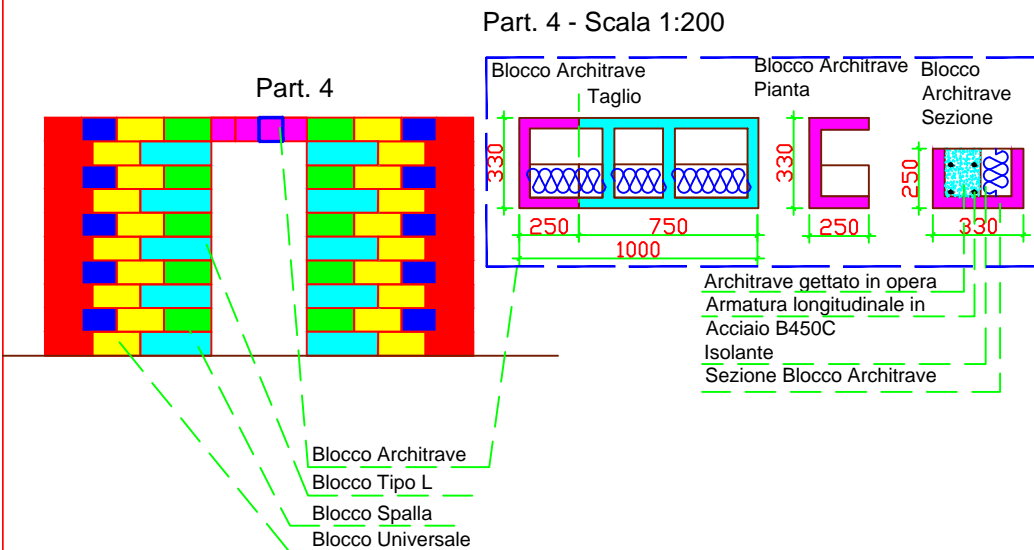 Part. 4 - Scala 1:200
Part. 4
Blocco Architrave
Taglio
330
250
750
1000
Blocco Architrave
Pianta
330
250
Blocco
Architrave
Sezione
250
330
Architrave gettato in opera
Armatura longitudinale in
Acciaio B450C
Isolante
Sezione Blocco Architrave
Blocco Architrave
Blocco Tipo L
Blocco Spalla
Blocco Universale